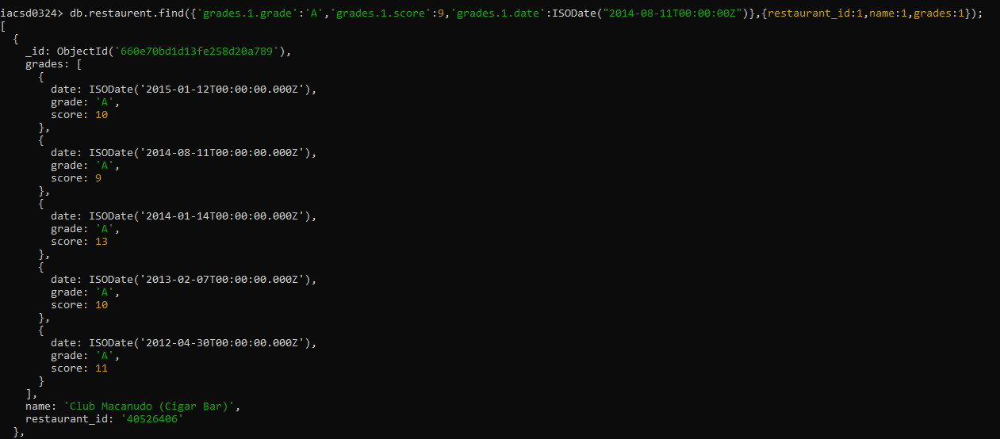 iacsd0324> db.restaurent.find({'grades.1.grade':'A','grades.1.score':9,'grades.1.date':ISODate("2014-08-11T00:00:00Z")},{restaurant_id:1,name:1,grades:1});
[
  {
    _id: ObjectId('660e70bd1d13fe258d20a789'),
    grades: [
      {
        date: ISODate('2015-01-12T00:00:00.000Z'),
        grade: 'A',
        score: 10
      },
      {
        date: ISODate('2014-08-11T00:00:00.000Z'),
        grade: 'A',
        score: 9
      },
      {
        date: ISODate('2014-01-14T00:00:00.000Z'),
        grade: 'A',
        score: 13
      },
      {
        date: ISODate('2013-02-07T00:00:00.000Z'),
        grade: 'A',
        score: 10
      },
      {
        date: ISODate('2012-04-30T00:00:00.000Z'),
        grade: 'A',
        score: 11
      }
    ],
    name: 'Club Macanudo (Cigar Bar)',
    restaurant_id: '40526406'
  },